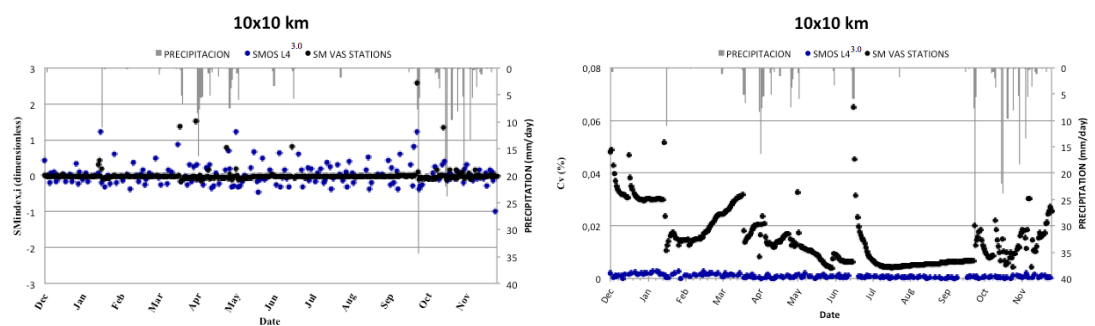 10x10 km
PRECIPITACION SMOS L4 3.0 SM VAS STATIONS
SMindex,i (dimensionless)
3
2
1
0
-1
-2
-3
0
5
10
15
20
25
30
35
40
PRECIPITATION (mm/day)
Dec Jan Feb Mar Apr May Jun Jul Aug Sep Oct Nov
Date
10x10 km
PRECIPITACION SMOS L4 3.0 SM VAS STATIONS
Cv (%)
0,08
0,06
0,04
0,02
0
0
5
10
15
20
25
30
35
40
PRECIPITATION (mm/day)
Dec Jan Feb Mar Apr May Jun Jul Aug Sep Oct Nov
Date